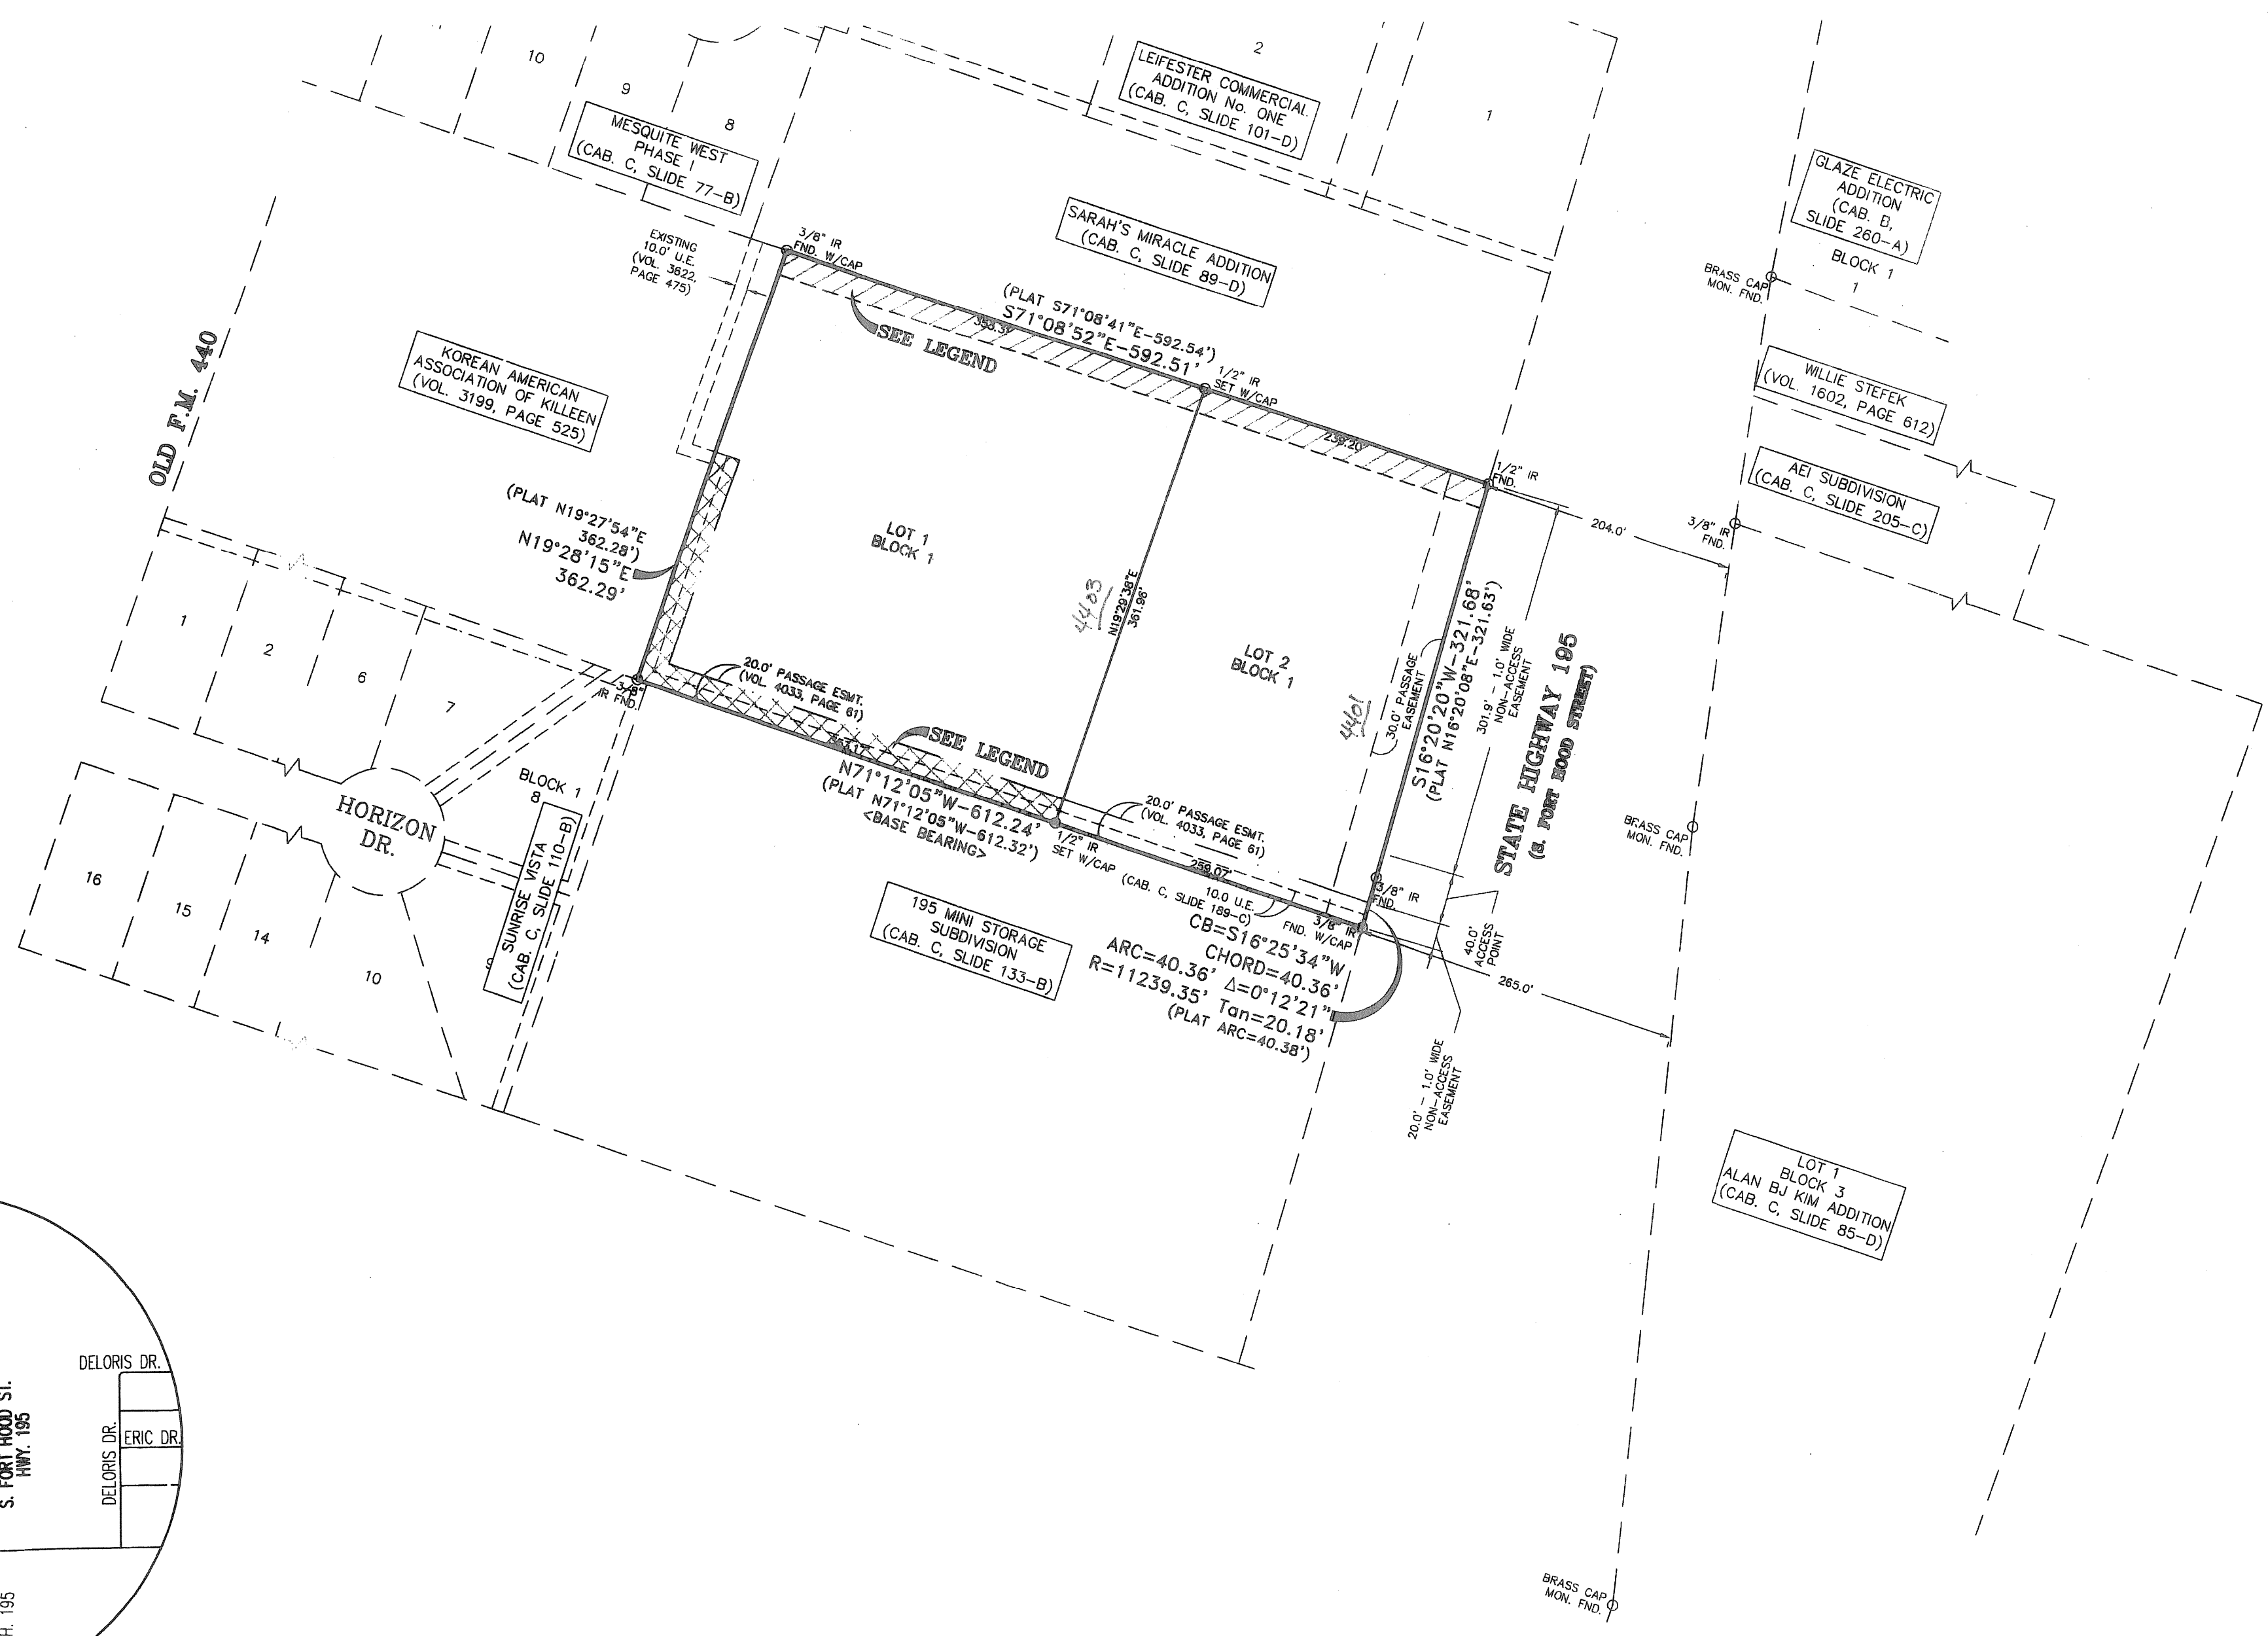 10
9
8
MESQUITE WEST
PHASE I
(CAB. C, SLIDE 77-B)
2
LEIFESTER COMMERCIAL
ADDITION No. ONE
(CAB. C, SLIDE 101-D)
1
GLAZE ELECTRIC
ADDITION
(CAB. B,
SLIDE 260-A)
BLOCK 1
1
BRASS CAP
MON. FND.
SARAH'S MIRACLE ADDITION
(CAB. C, SLIDE 89-D)
EXISTING
10.0' U.E.
(VOL. 3622,
PAGE 475)
3/8" IR
FND. W/CAP
(PLAT S71°08'41"E-592.54')
S71°08'52"E-592.51'
SEE LEGEND
1/2" IR
SET W/CAP
239.20'
1/2" IR
FND.
204.0'
WILLIE STEFEK
(VOL. 1602, PAGE 612)
AEI SUBDIVISION
(CAB. C, SLIDE 205-C)
3/8" IR
FND.
OLD F.M. 440
KOREAN AMERICAN
ASSOCIATION OF KILLEEN
(VOL. 3199, PAGE 525)
(PLAT N19°27'54"E
362.28')
N19°28'15"E
362.29'
LOT 1
BLOCK 1
4403
N19°29'38"E
361.96'
LOT 2
BLOCK 1
4401
30.0' PASSAGE
EASEMENT
S16°20'20"W-321.68'
(PLAT N16°20'08"E-321.63')
301.9' - 1.0' WIDE
NON-ACCESS
EASEMENT
STATE HIGHWAY 195
(S. FORT HOOD STREET)
1
2
6
7
3/8"
IR FND.
20.0' PASSAGE ESMT.
(VOL. 4033, PAGE 61)
SEE LEGEND
N71°12'05"W-612.24'
(PLAT N71°12'05"W-612.32')
<BASE BEARING>
1/2" IR
SET W/CAP
20.0' PASSAGE ESMT.
(VOL. 4033, PAGE 61)
259.07'
10.0 U.E.
(CAB. C, SLIDE 189-C)
3/8" IR
FND. W/CAP
3/8" IR
FND.
BRASS CAP
MON. FND.
40.0'
ACCESS
POINT
265.0'
CB=S16°25'34"W
CHORD=40.36'
ARC=40.36' Δ=0°12'21"
R=11239.35' Tan=20.18'
(PLAT ARC=40.38')
20.0' - 1.0' WIDE
NON-ACCESS
EASEMENT
HORIZON
DR.
BLOCK 1
8
SUNRISE VISTA
(CAB. C, SLIDE 110-B)
9
16
15
14
10
195 MINI STORAGE
SUBDIVISION
(CAB. C, SLIDE 133-B)
LOT 1
BLOCK 3
ALAN BJ KIM ADDITION
(CAB. C, SLIDE 85-D)
BRASS CAP
MON. FND.
DELORIS DR.
S. FORT HOOD ST.
HWY. 195
DELORIS DR.
ERIC DR.
H. 195